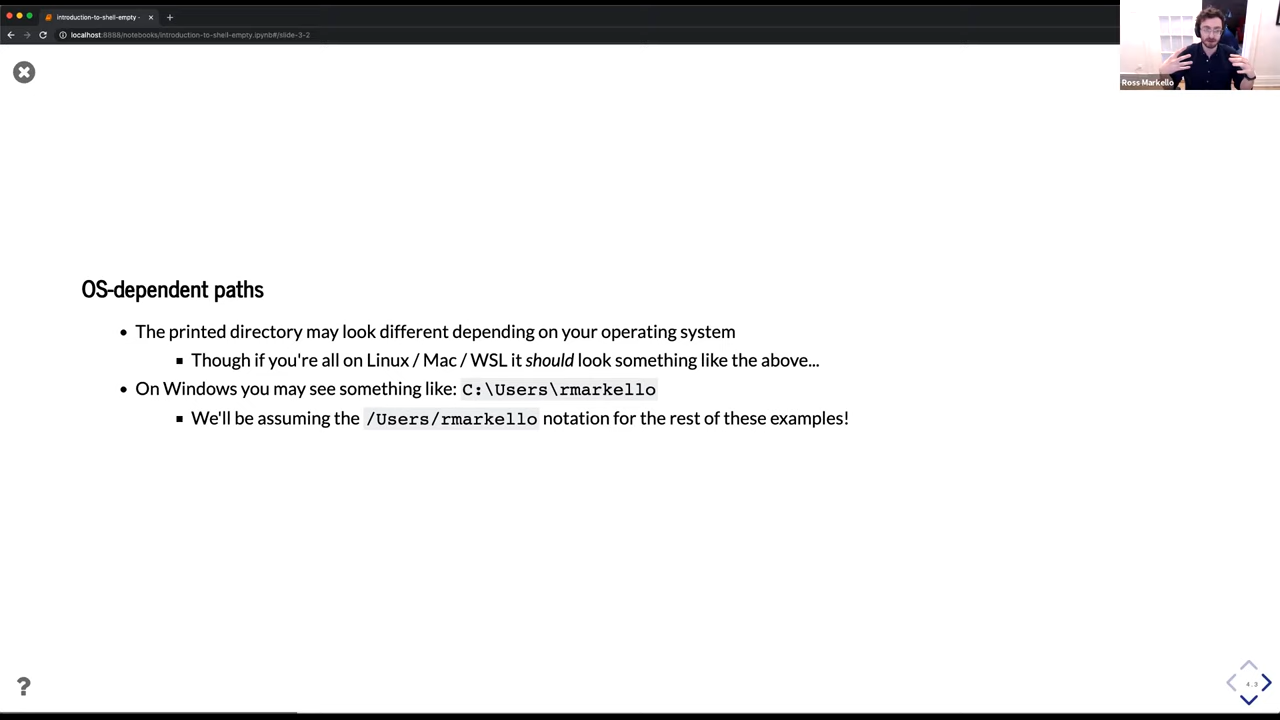 introduction-to-shell-empty -
localhost:8888/notebooks/introduction-to-shell-empty.ipynb#/slide-3-2
Ross Markello
OS-dependent paths
• The printed directory may look different depending on your operating system
▪ Though if you're all on Linux / Mac / WSL it should look something like the above...
• On Windows you may see something like: C:\Users\rmarkello
▪ We'll be assuming the /Users/rmarkello notation for the rest of these examples!
?
4.3